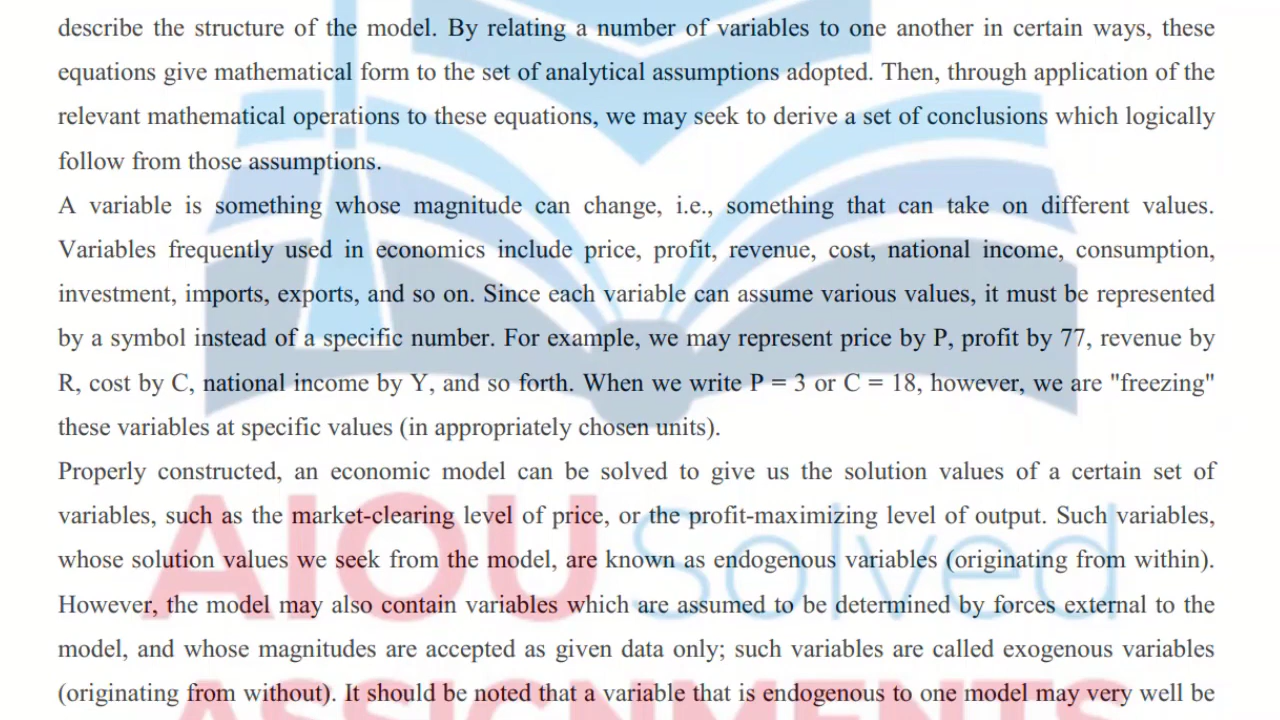 describe the structure of the model. By relating a number of variables to one another in certain ways, these
equations give mathematical form to the set of analytical assumptions adopted. Then, through application of the
relevant mathematical operations to these equations, we may seek to derive a set of conclusions which logically
follow from those assumptions.
A variable is something whose magnitude can change, i.e., something that can take on different values.
Variables frequently used in economics include price, profit, revenue, cost, national income, consumption,
investment, imports, exports, and so on. Since each variable can assume various values, it must be represented
by a symbol instead of a specific number. For example, we may represent price by P, profit by 77, revenue by
R, cost by C, national income by Y, and so forth. When we write P = 3 or C = 18, however, we are "freezing"
these variables at specific values (in appropriately chosen units).
Properly constructed, an economic model can be solved to give us the solution values of a certain set of
variables, such as the market-clearing level of price, or the profit-maximizing level of output. Such variables,
whose solution values we seek from the model, are known as endogenous variables (originating from within).
However, the model may also contain variables which are assumed to be determined by forces external to the
model, and whose magnitudes are accepted as given data only; such variables are called exogenous variables
(originating from without). It should be noted that a variable that is endogenous to one model may very well be
AIOU Solved
ASSIGNMENTS